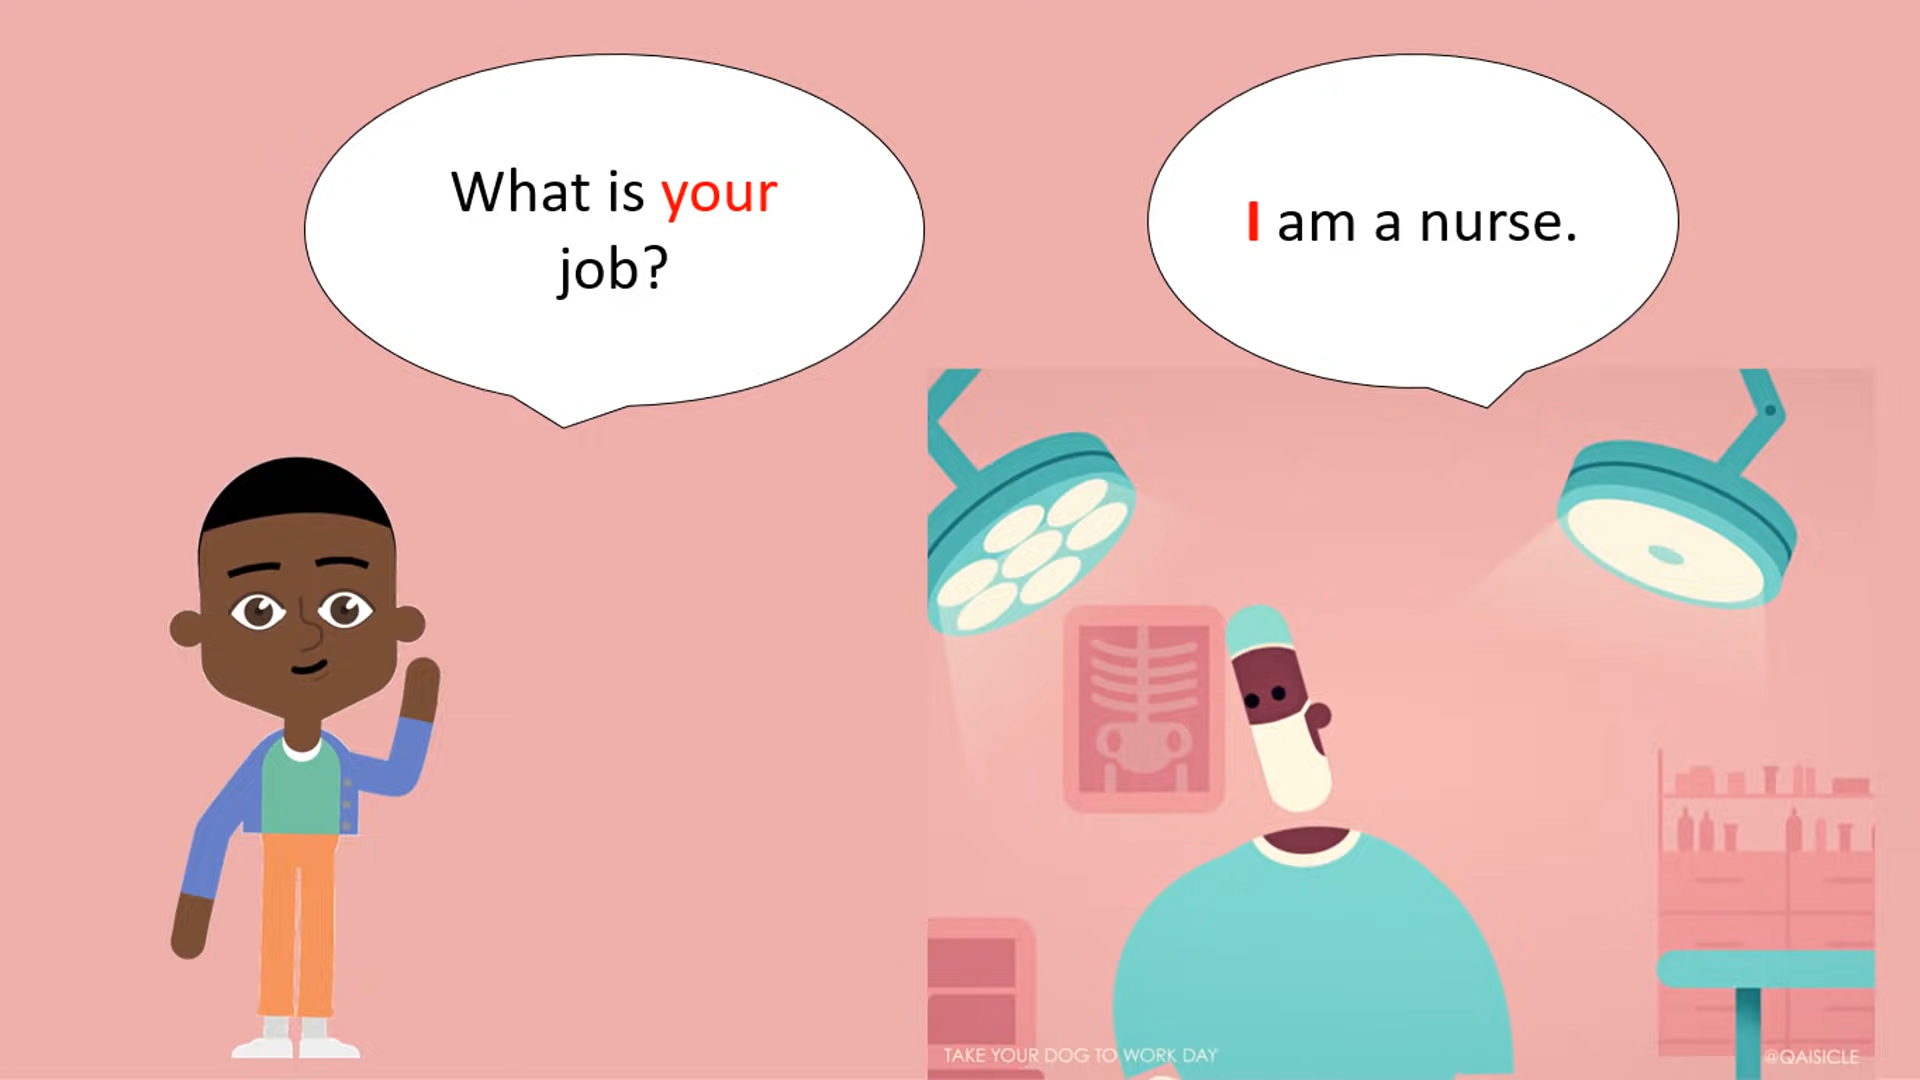 What is your
job?
I am a nurse.
TAKE YOUR DOG TO WORK DAY
@QAISICLE